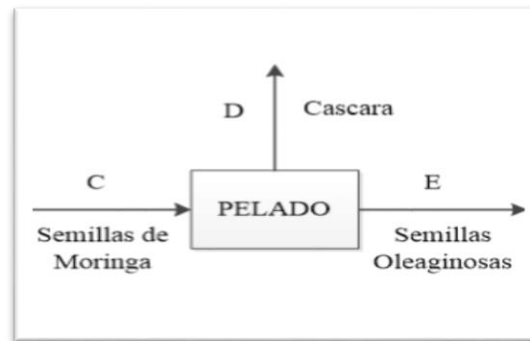 D
Cascara
C
PELADO
E
Semillas de
Moringa
Semillas
Oleaginosas